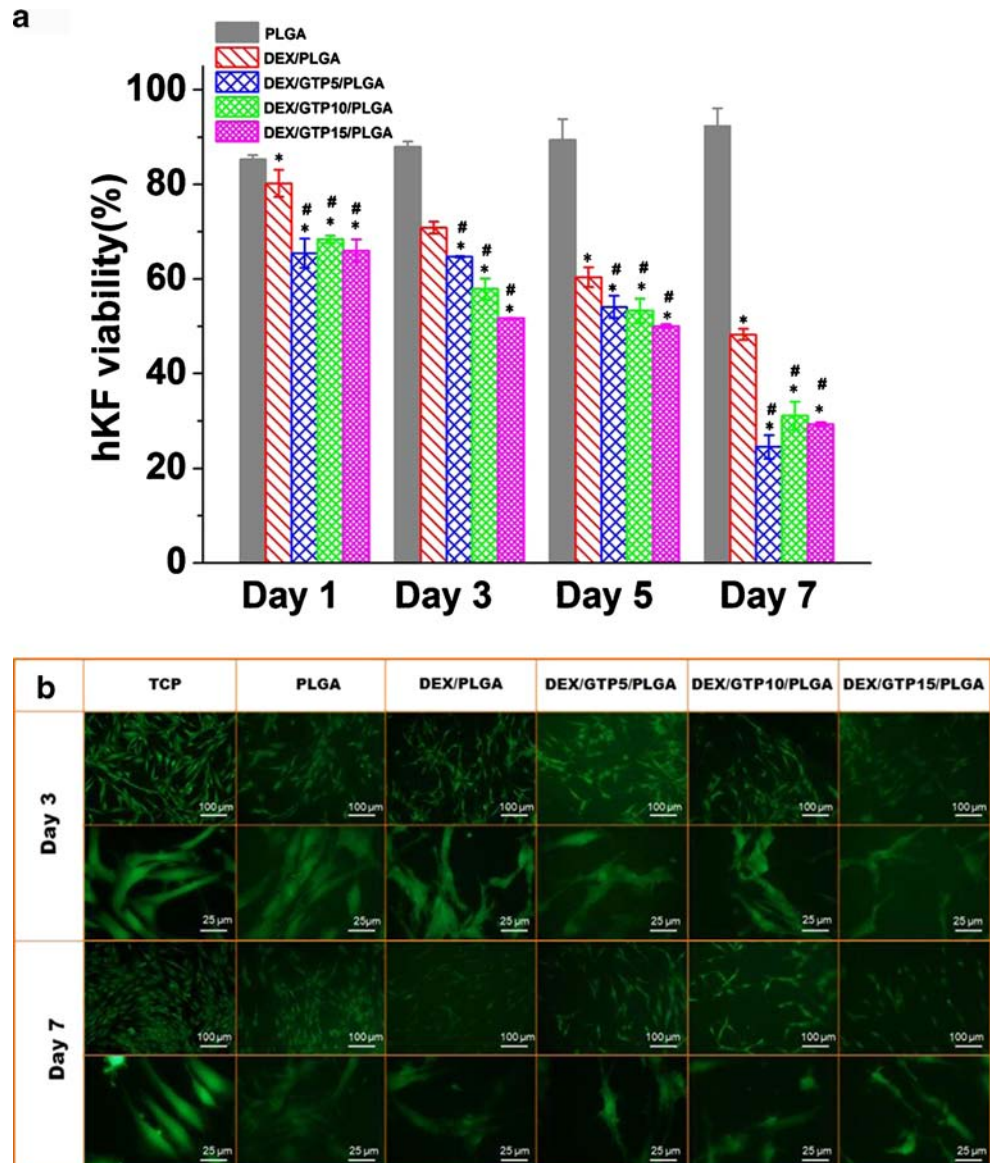 a
PLGA
DEX/PLGA
DEX/GTP5/PLGA
DEX/GTP10/PLGA
DEX/GTP15/PLGA
hKF viability(%)
100
80
60
40
20
0
*
# * # * # *
# * # * # *
* # * # * # *
* # * # * # *
Day 1 Day 3 Day 5 Day 7
b TCP PLGA DEX/PLGA DEX/GTP5/PLGA DEX/GTP10/PLGA DEX/GTP15/PLGA
Day 3
100 µm 100 µm 100 µm 100 µm 100 µm 100 µm
25 µm 25 µm 25 µm 25 µm 25 µm 25 µm
Day 7
100 µm 100 µm 100 µm 100 µm 100 µm 100 µm
25 µm 25 µm 25 µm 25 µm 25 µm 25 µm